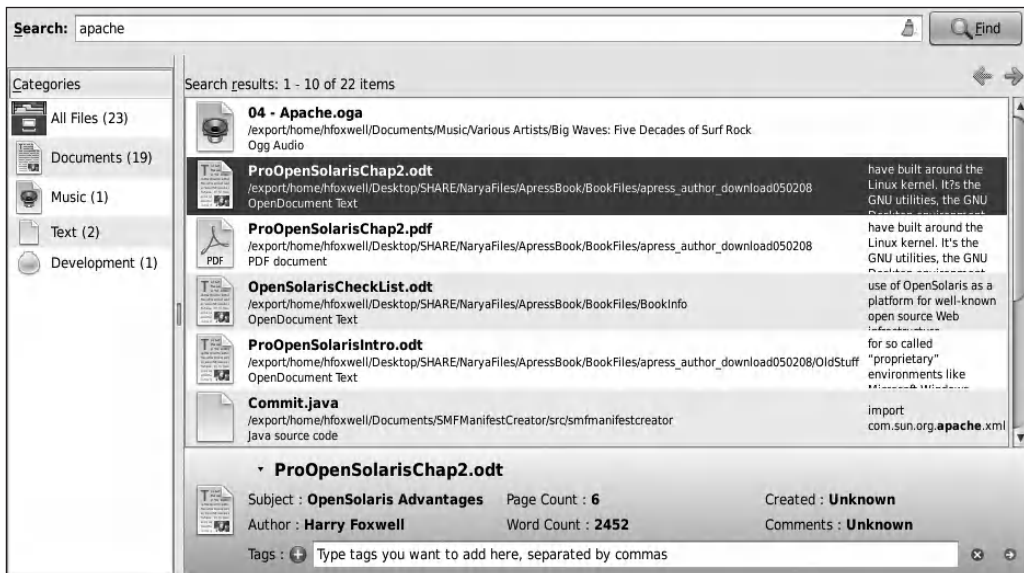 Search: apache
Find
Categories
All Files (23)
Documents (19)
Music (1)
Text (2)
Development (1)
Search results: 1 - 10 of 22 items
04 - Apache.oga
/export/home/hfoxwell/Documents/Music/Various Artists/Big Waves: Five Decades of Surf Rock
Ogg Audio
ProOpenSolarisChap2.odt
/export/home/hfoxwell/Desktop/SHARE/NaryaFiles/ApressBook/BookFiles/apress_author_download050208
OpenDocument Text
have built around the
Linux kernel. It?s the
GNU utilities, the GNU
Desktop environment
PDF
ProOpenSolarisChap2.pdf
/export/home/hfoxwell/Desktop/SHARE/NaryaFiles/ApressBook/BookFiles/apress_author_download050208
PDF document
have built around the
Linux kernel. It's the
GNU utilities, the GNU
Desktop environment
OpenSolarisCheckList.odt
/export/home/hfoxwell/Desktop/SHARE/NaryaFiles/ApressBook/BookFiles/BookInfo
OpenDocument Text
use of OpenSolaris as a
platform for well-known
open source Web
infrastructure
ProOpenSolarisIntro.odt
/export/home/hfoxwell/Desktop/SHARE/NaryaFiles/ApressBook/BookFiles/apress_author_download050208/OldStuff
OpenDocument Text
for so called
"proprietary"
environments like
Microsoft Windows
Commit.java
/export/home/hfoxwell/Documents/SMFManifestCreator/src/smfmanifestcreator
Java source code
import
com.sun.org.apache.xml
ProOpenSolarisChap2.odt
Subject : OpenSolaris Advantages Page Count : 6 Created : Unknown
Author : Harry Foxwell Word Count : 2452 Comments : Unknown
Tags : Type tags you want to add here, separated by commas